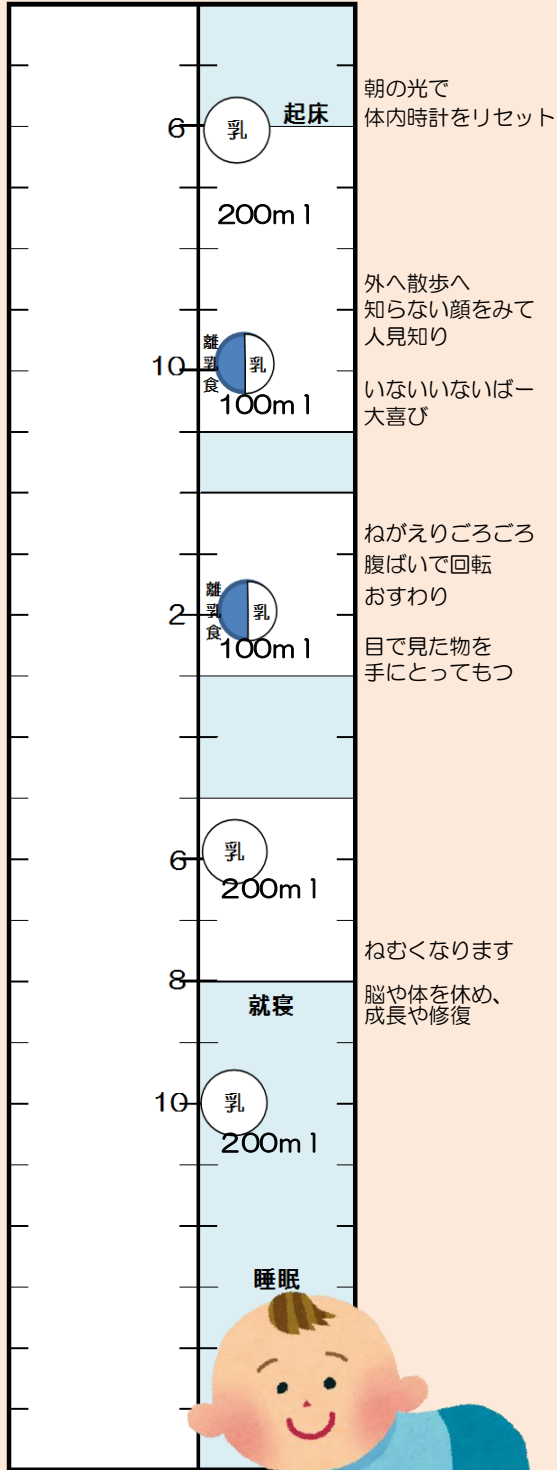 朝の光で
体内時計をリセット
起床
6
乳
200ml
外へ散歩へ
知らない顔をみて
人見知り
離乳食
10
乳
100ml
いないいないばー
大喜び
ねがえりごろごろ
腹ばいで回転
おすわり
離乳食
2
乳
100ml
目で見た物を
手にとってもつ
6
乳
200ml
ねむくなります
8
就寝
脳や体を休め、
成長や修復
10
乳
200ml
睡眠